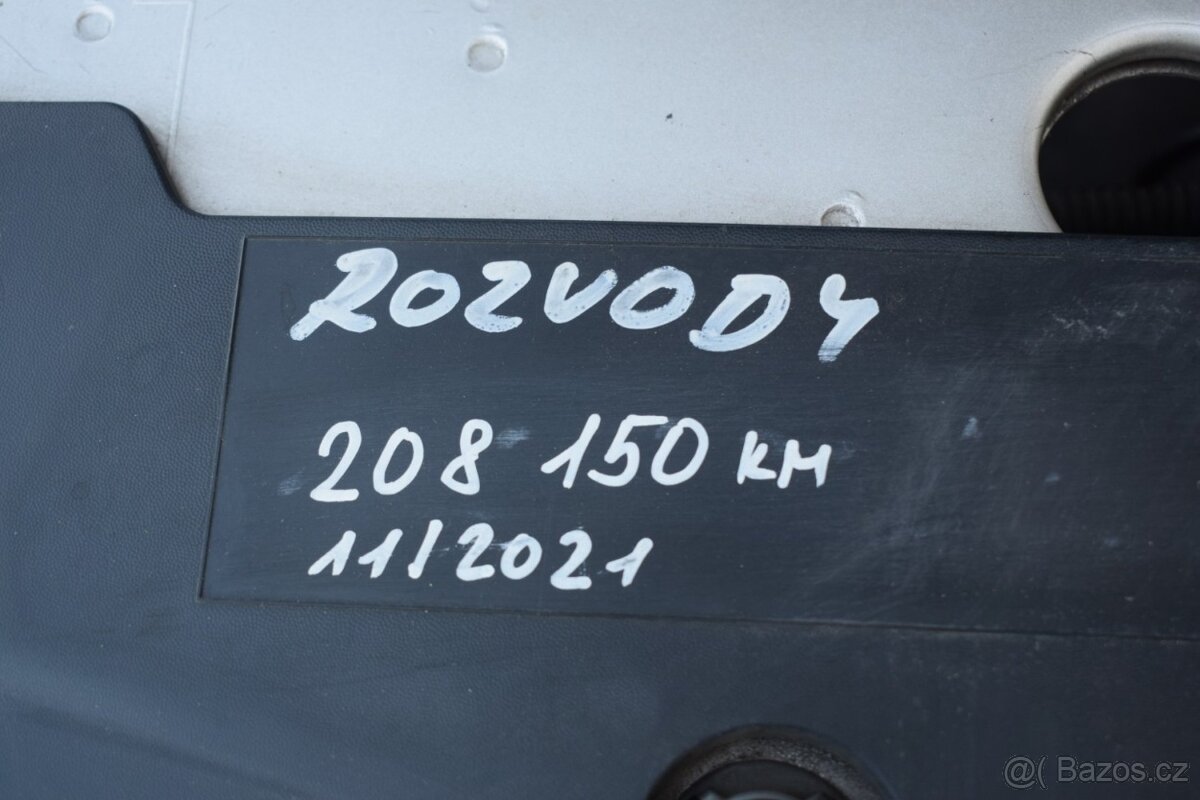 ROZVODY
208 150 KM
11/2021
@( Bazos.cz